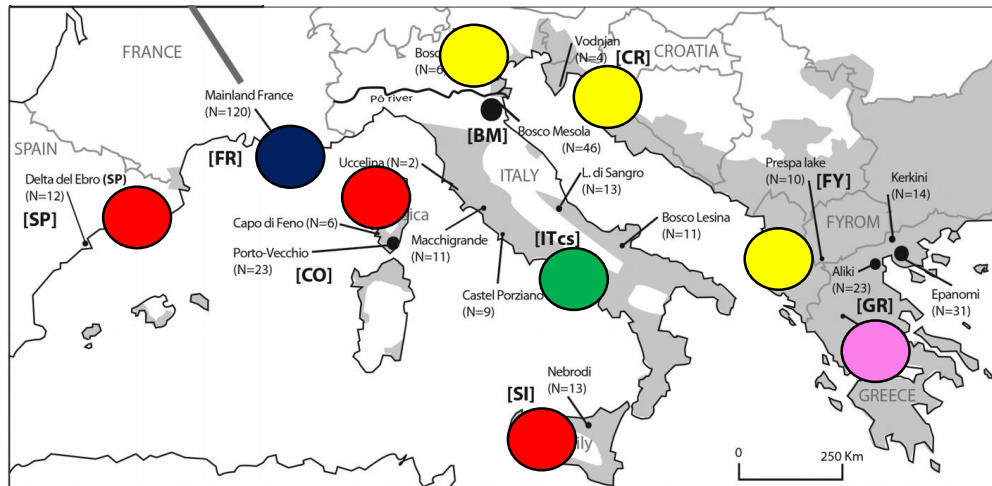 FRANCE
Mainland France
(N=120)
[FR]
SPAIN
Delta del Ebro (SP)
(N=12)
[SP]
Bosc
Vodnjan
(N=4)
[CR]
CROATIA
Pô river
[BM]
Bosco Mesola
(N=46)
Uccelina (N=2)
ITALY
L. di Sangro
(N=13)
Prespa lake
(N=10)
[FY]
Kerkini
(N=14)
FYROM
Capo di Feno (N=6)
Porto-Vecchio
(N=23)
[CO]
Macchigrande
(N=11)
[ITcs]
Bosco Lesina
(N=11)
Castel Porziano
(N=9)
Aliki
(N=23)
[GR]
Epanomi
(N=31)
GREECE
Nebrodi
(N=13)
[SI]
0
250 Km